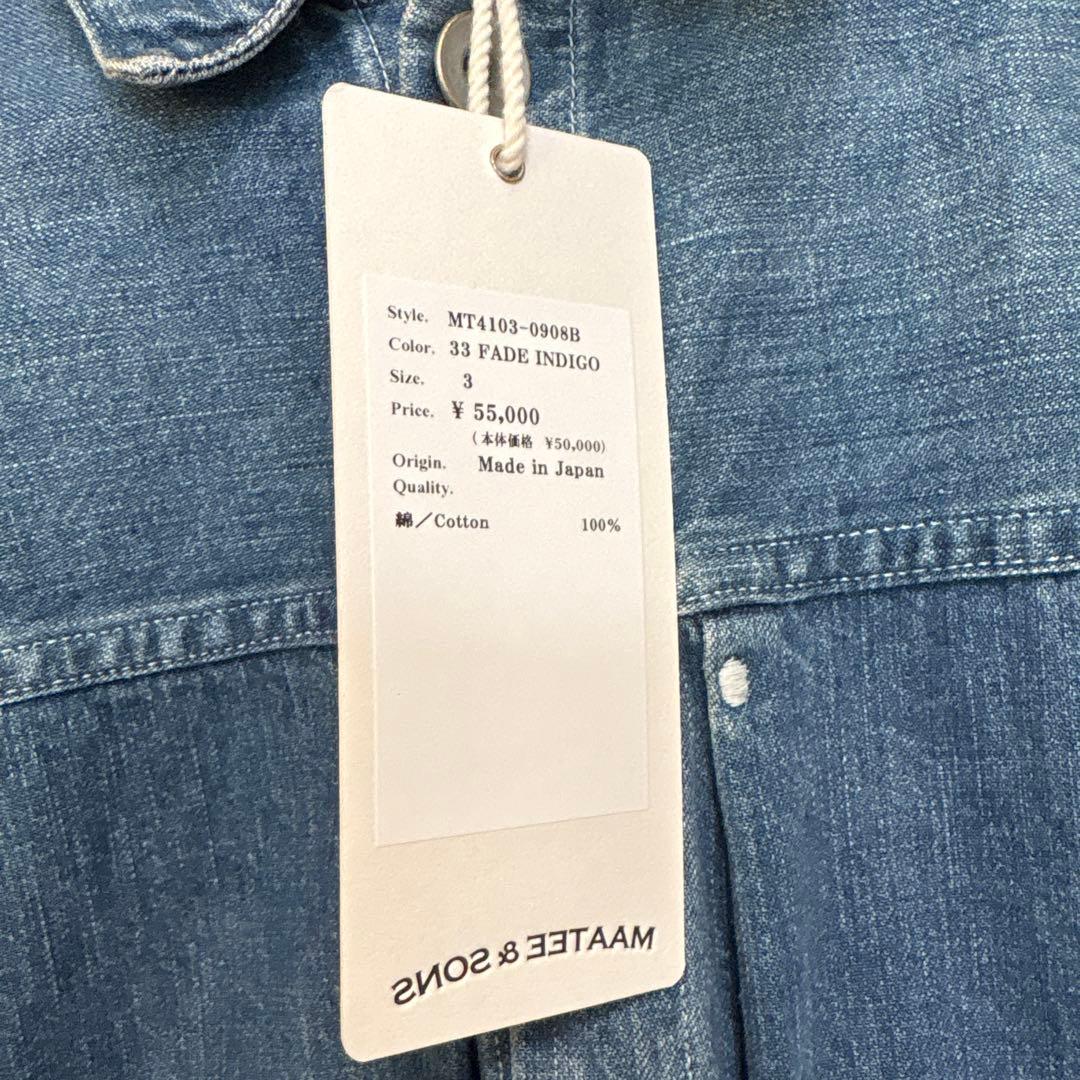 Style. MT4103-0908B
Color. 33 FADE INDIGO
Size. 3
Price. ¥ 55,000
(本体価格 ¥50,000)
Origin. Made in Japan
Quality.
綿/Cotton 100%
MAATEE & SONS